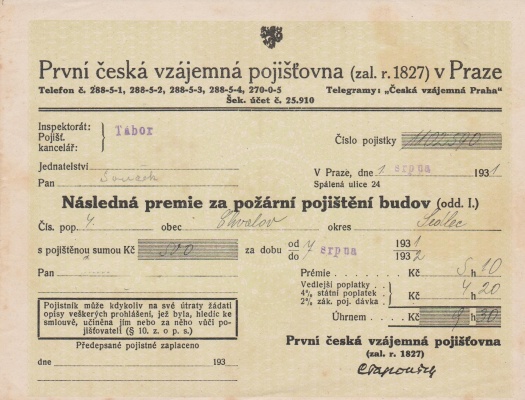 První česká vzájemná pojišťovna (zal. r. 1827) v Praze
Telefon č. 288-5-1, 288-5-2, 288-5-3, 288-5-4, 270-0-5 Telegramy: „Česká vzájemná Praha“
Šek. účet č. 25.910
Inspektorát:
Pojišť. kancelář: Tábor
Číslo pojistky 1102590
Jednatelství
Pan Souček
V Praze, dne 1 srpna 1931
Spálená ulice 24
Následná premie za požární pojištění budov (odd. I.)
Čís. pop. 4. obec Chvalov okres Sedlec
s pojištěnou sumou Kč za dobu od 1 srpna 1931
do 1932
Pan
Prémie Kč 5 h 10
Vedlejší poplatky
4% státní poplatek
2% zák. poj. dávka Kč 4 h 20
Úhrnem Kč 9 h 30
Pojistník může kdykoliv na své útraty žádati
opisy veškerých prohlášení, jež byla, hledíc ke
smlouvě, učiněna jím nebo za něho vůči po-
jišťovateli (§ 10. z. o p. s.)
Předepsané pojistné zaplaceno
dne 193
První česká vzájemná pojišťovna
(zal. r. 1827)